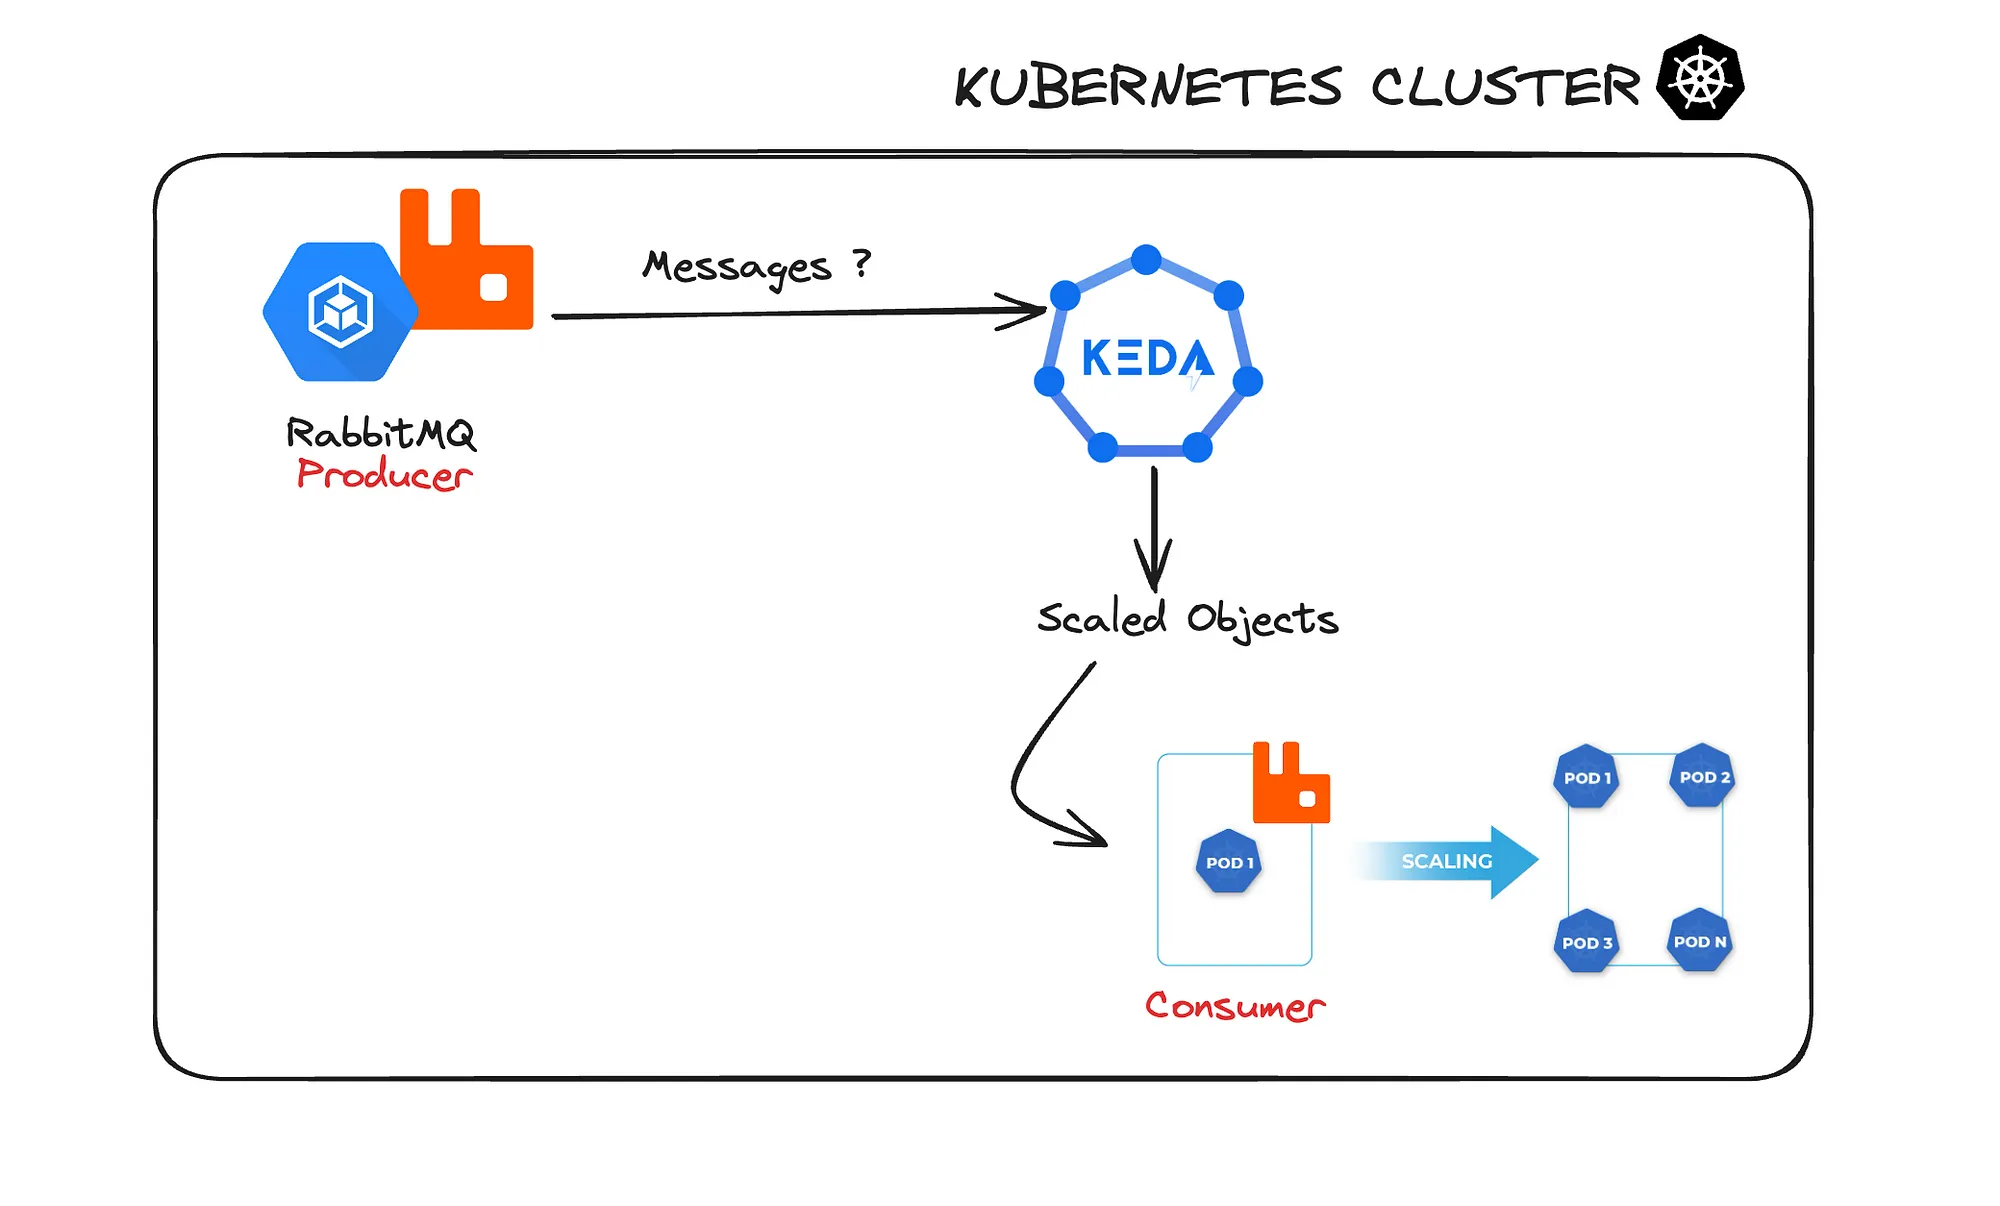 KUBERNETES CLUSTER
Messages ?
KEDA
RabbitMQ
Producer
Scaled Objects
POD 1
SCALING
POD 1
POD 2
POD 3
POD N
Consumer